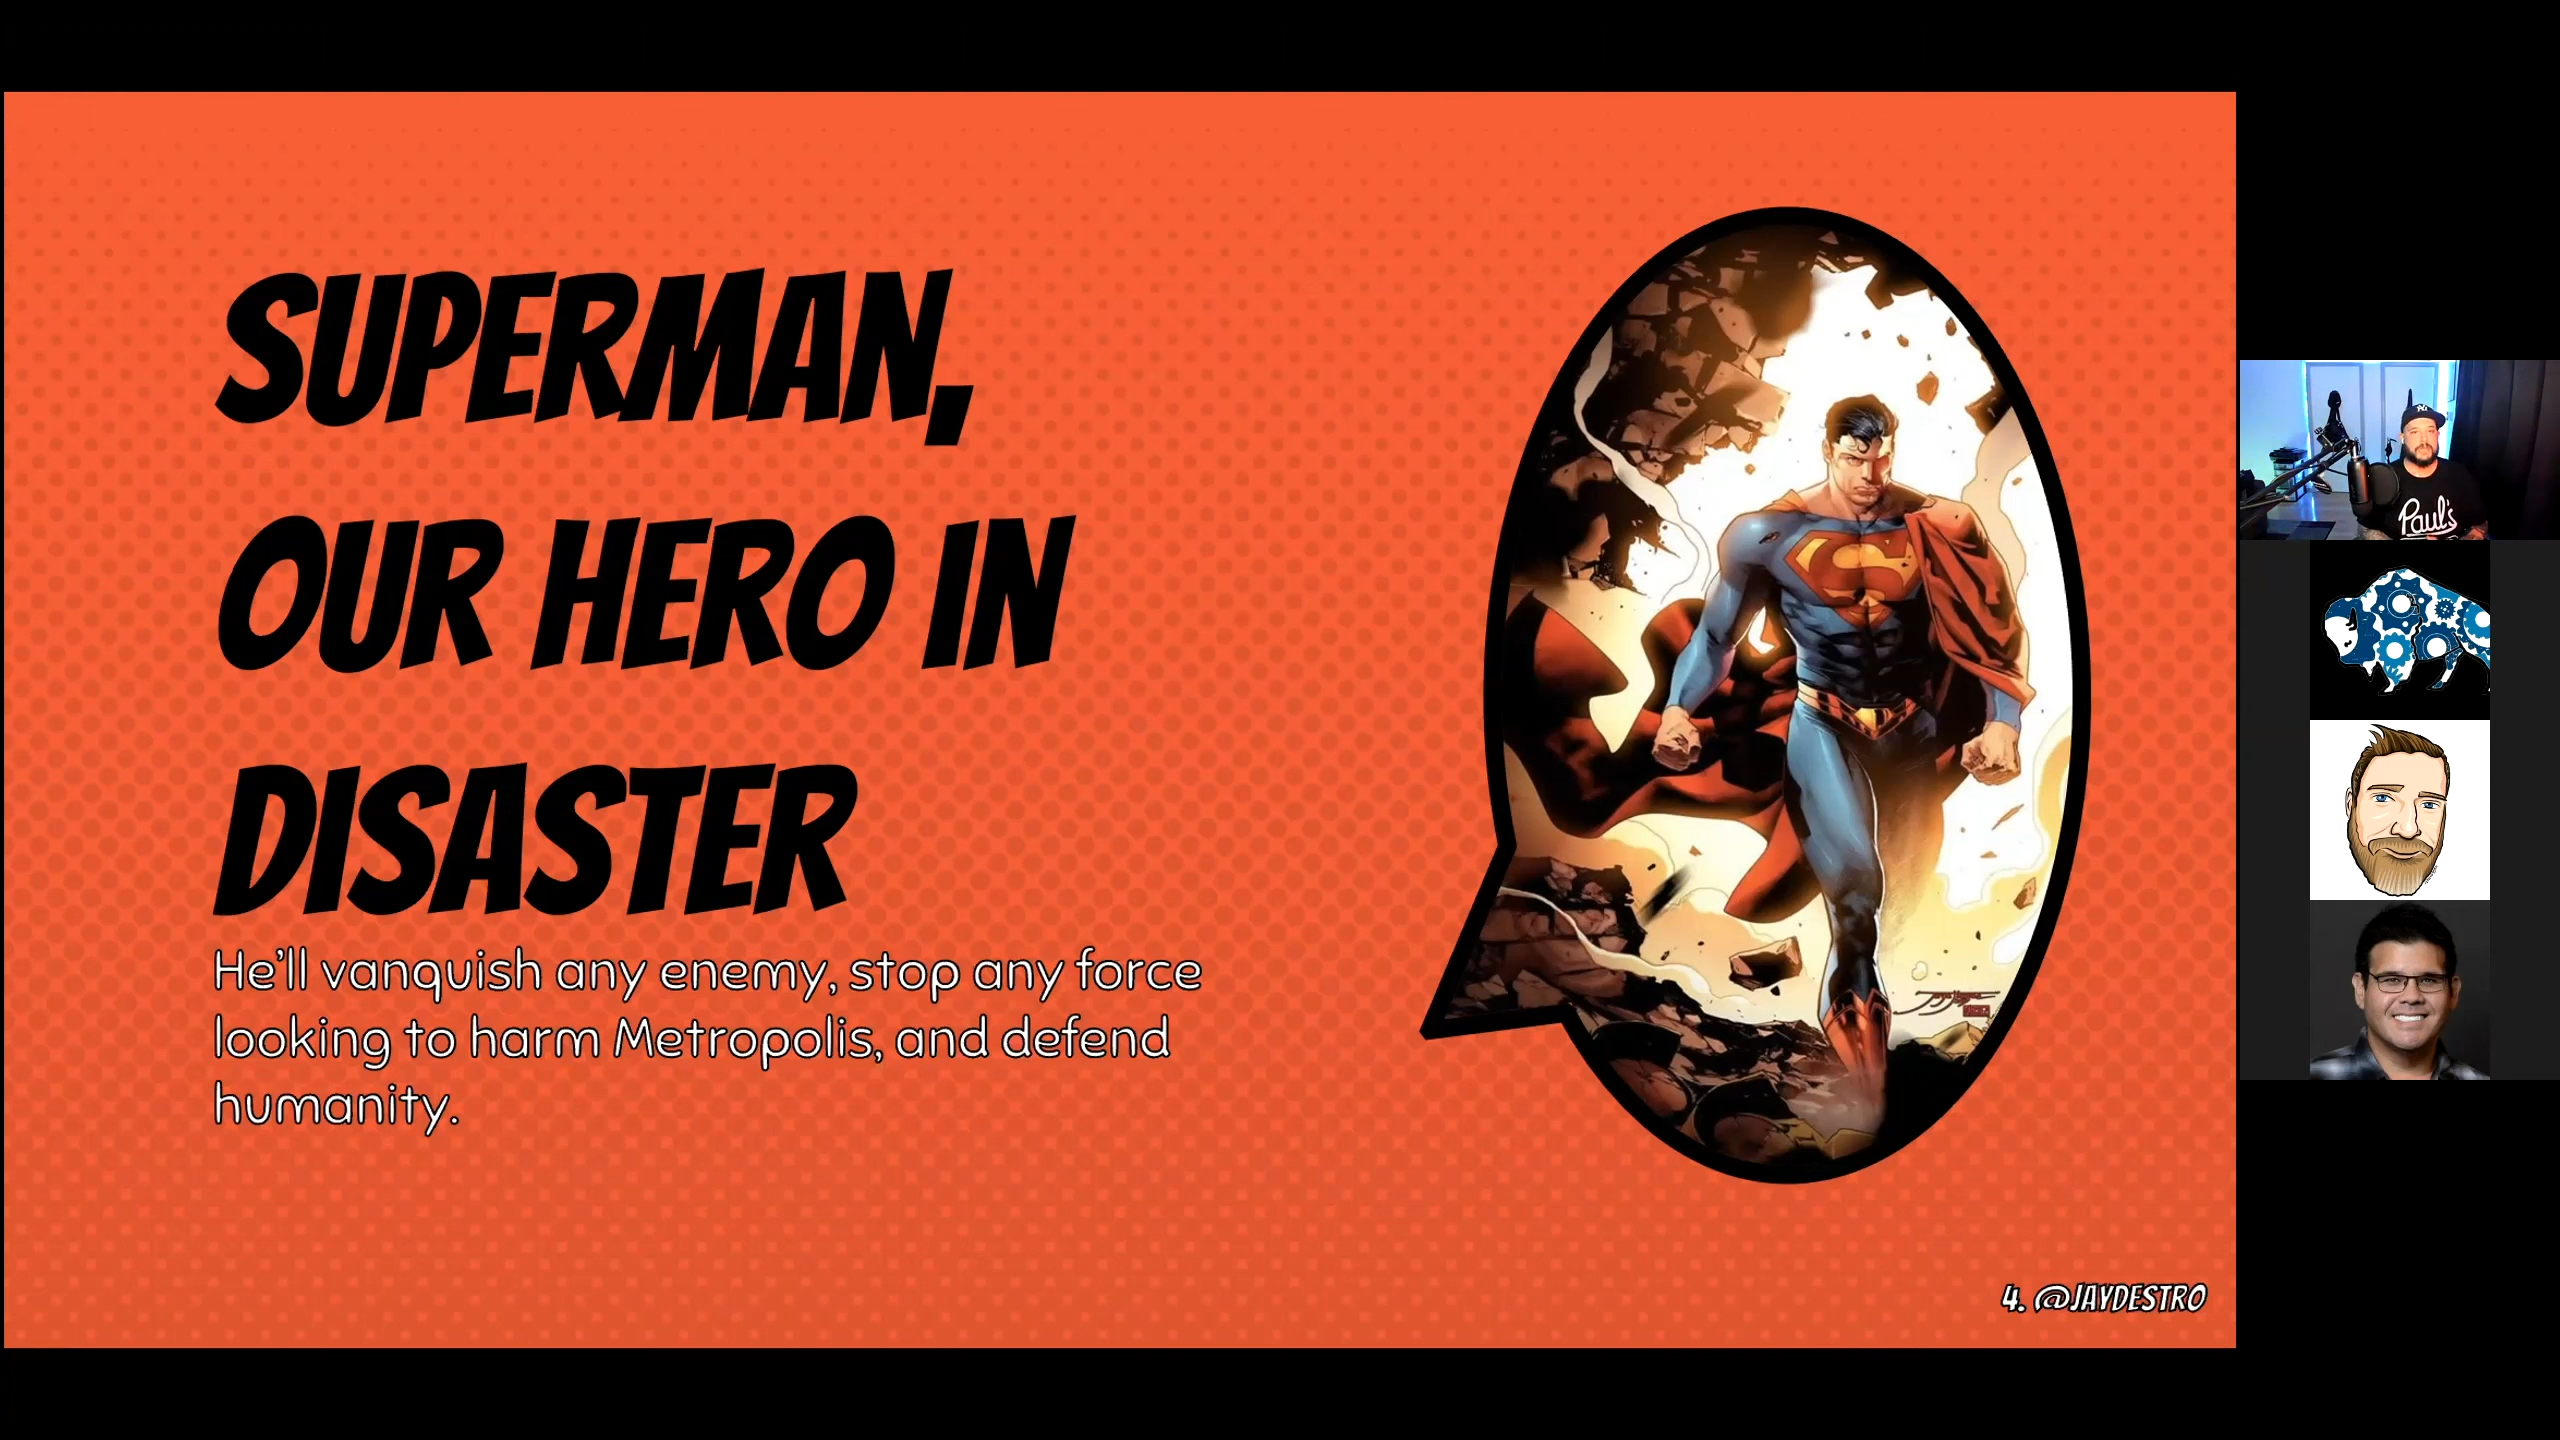 SUPERMAN,
OUR HERO IN
DISASTER
He'll vanquish any enemy, stop any force
looking to harm Metropolis, and defend
humanity.
4. @JAYDESTRO
Paul's